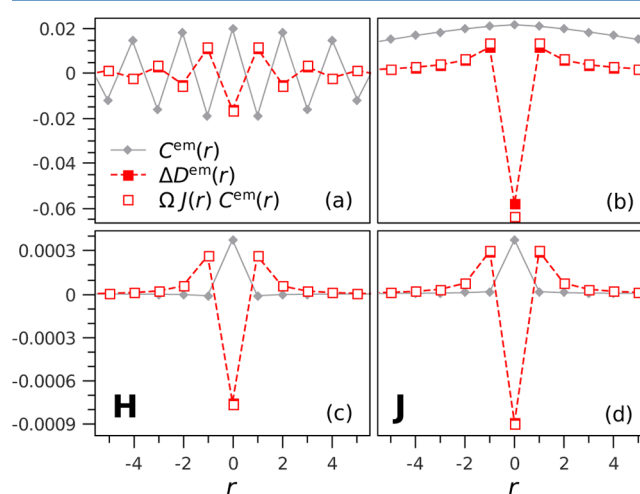 0.02
0
-0.02
-0.04
-0.06
C^em(r)
ΔD^em(r)
Ω J(r) C^em(r)
(a)
(b)
0.0003
0
-0.0003
-0.0006
-0.0009
H
(c)
J
(d)
-4 -2 0 2 4
-4 -2 0 2 4
r
r